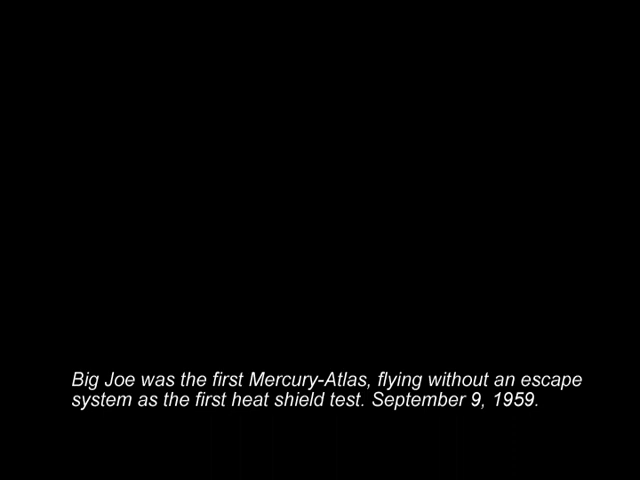 Big Joe was the first Mercury-Atlas, flying without an escape
system as the first heat shield test. September 9, 1959.